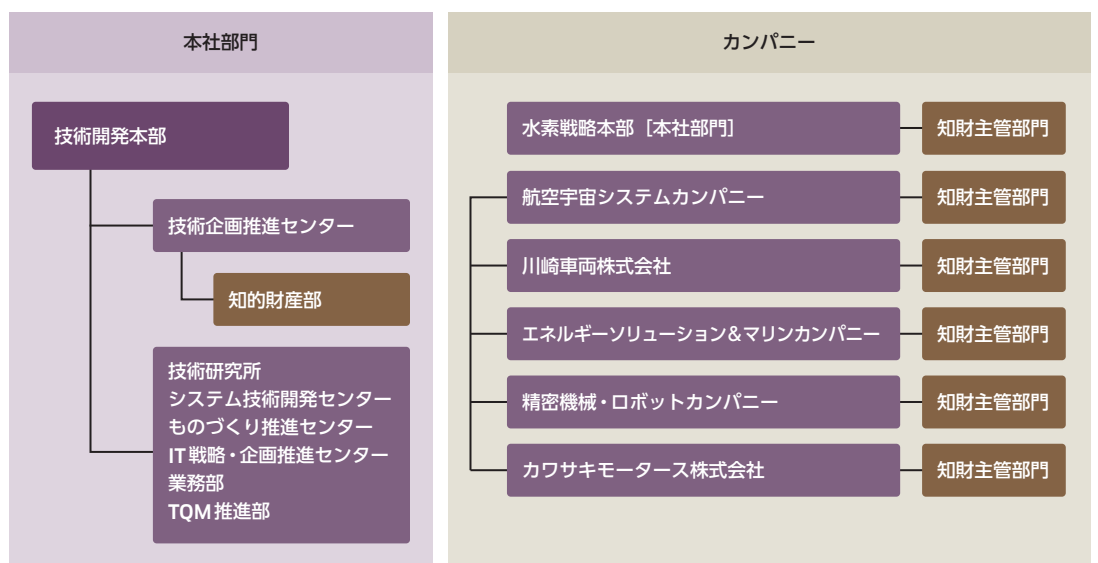 本社部門
技術開発本部
技術企画推進センター
知的財産部
技術研究所
システム技術開発センター
ものづくり推進センター
IT戦略・企画推進センター
業務部
TQM推進部
カンパニー
水素戦略本部［本社部門］
知財主管部門
航空宇宙システムカンパニー
知財主管部門
川崎車両株式会社
知財主管部門
エネルギーソリューション&マリンカンパニー
知財主管部門
精密機械・ロボットカンパニー
知財主管部門
カワサキモータース株式会社
知財主管部門